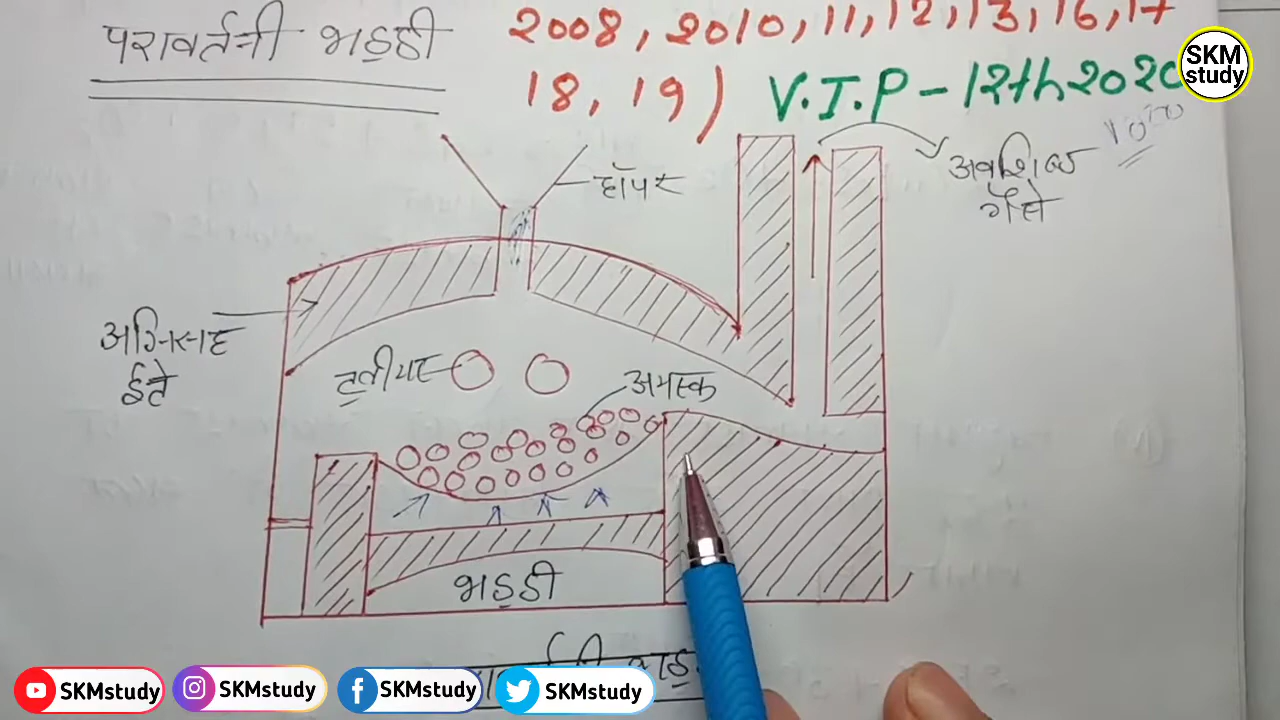 परावर्तनी भट्टी
2008, 2010, 11, 12, 13, 16, 17
18, 19)
V.I.P - 12th 2020
SKM
study
हॉपर
अवशिष्ट
गैसे
अग्निसह
ईंते
अयस्क
भट्टी
SKMstudy
SKMstudy
SKMstudy
SKMstudy